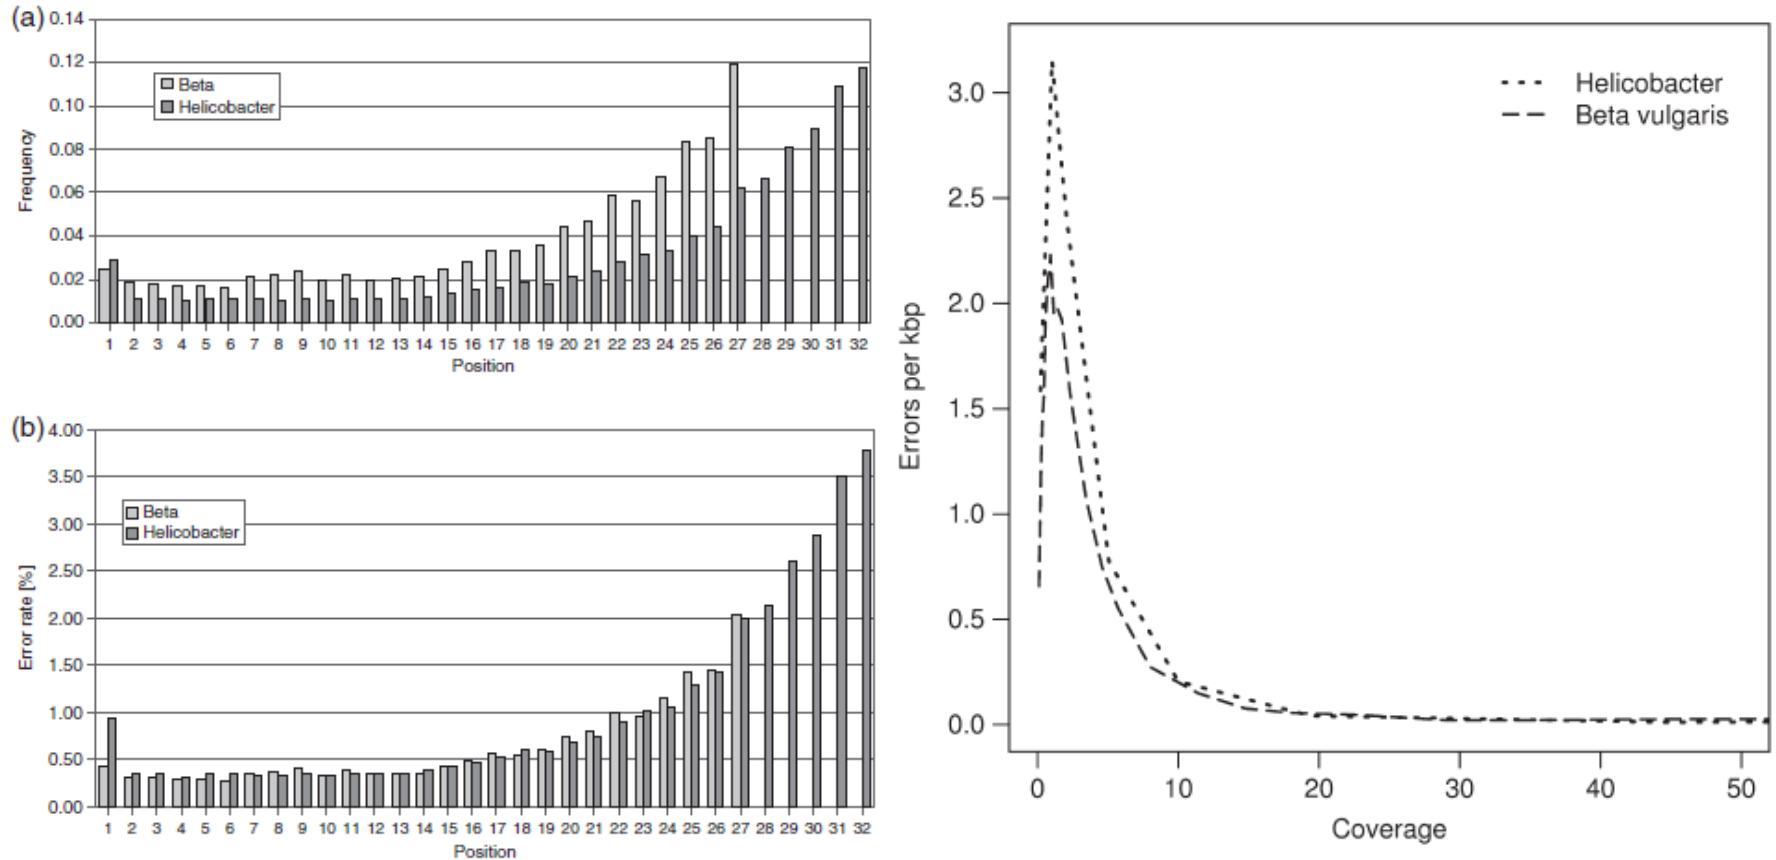 (a)
0.14
0.12
0.10
0.08
0.06
0.04
0.02
0.00
Frequency
Beta
Helicobacter
1 2 3 4 5 6 7 8 9 10 11 12 13 14 15 16 17 18 19 20 21 22 23 24 25 26 27 28 29 30 31 32
Position
(b)
4.00
3.50
3.00
2.50
2.00
1.50
1.00
0.50
0.00
Error rate [%]
Beta
Helicobacter
1 2 3 4 5 6 7 8 9 10 11 12 13 14 15 16 17 18 19 20 21 22 23 24 25 26 27 28 29 30 31 32
Position
Helicobacter
Beta vulgaris
3.0
2.5
2.0
1.5
1.0
0.5
0.0
Errors per kbp
0 10 20 30 40 50
Coverage